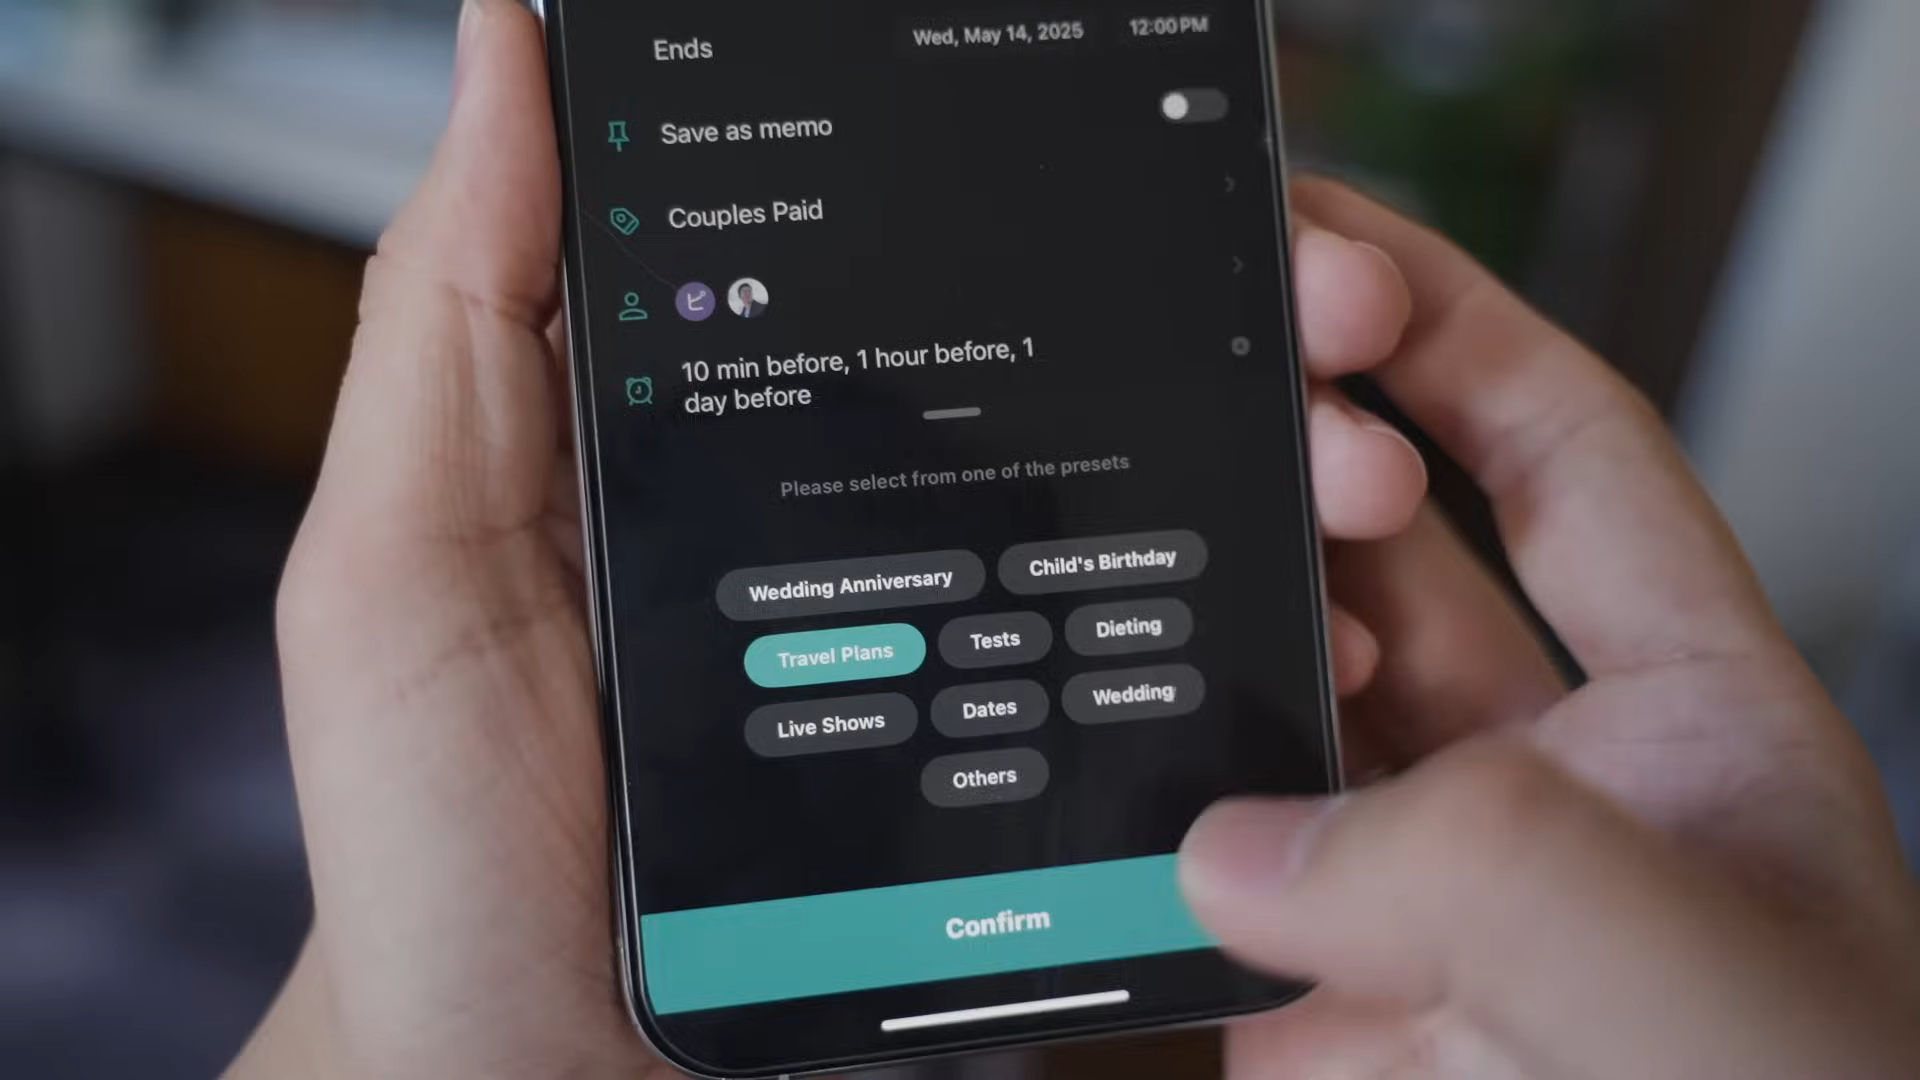 Ends Wed, May 14, 2025 12:00 PM
Save as memo
Couples Paid
ピ
10 min before, 1 hour before, 1
day before
Please select from one of the presets
Wedding Anniversary Child's Birthday
Travel Plans Tests Dieting
Live Shows Dates Wedding
Others
Confirm